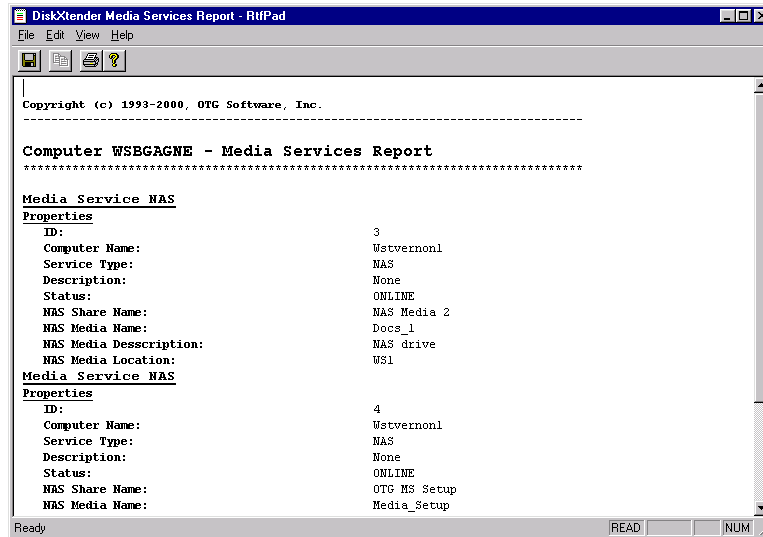 DiskXtender Media Services Report - RtfPad
File Edit View Help
Copyright (c) 1993-2000, OTG Software, Inc.
--------------------------------------------------------------------------------
Computer WSBGAGNE - Media Services Report
********************************************************************************
Media Service NAS
Properties
ID: 3
Computer Name: Wstvernon1
Service Type: NAS
Description: None
Status: ONLINE
NAS Share Name: NAS Media 2
NAS Media Name: Docs_1
NAS Media Desscription: NAS drive
NAS Media Location: WS1
Media Service NAS
Properties
ID: 4
Computer Name: Wstvernon1
Service Type: NAS
Description: None
Status: ONLINE
NAS Share Name: OTG MS Setup
NAS Media Name: Media_Setup
Ready READ NUM